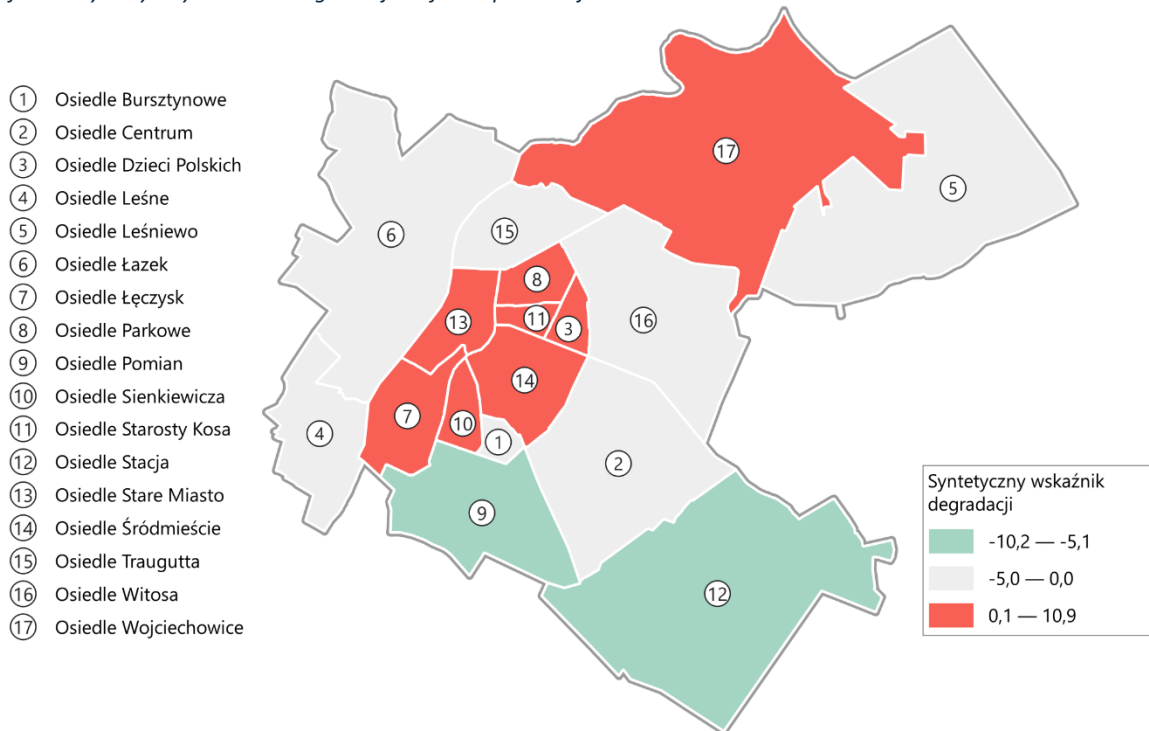 1 Osiedle Bursztynowe
2 Osiedle Centrum
3 Osiedle Dzieci Polskich
4 Osiedle Leśne
5 Osiedle Leśniewo
6 Osiedle Łazek
7 Osiedle Łęczysk
8 Osiedle Parkowe
9 Osiedle Pomian
10 Osiedle Sienkiewicza
11 Osiedle Starosty Kosa
12 Osiedle Stacja
13 Osiedle Stare Miasto
14 Osiedle Śródmieście
15 Osiedle Traugutta
16 Osiedle Witosa
17 Osiedle Wojciechowice
17
5
6
15
8
13
11
3
16
14
7
10
4
1
2
9
12
Syntetyczny wskaźnik
degradacji
-10,2 — -5,1
-5,0 — 0,0
0,1 — 10,9